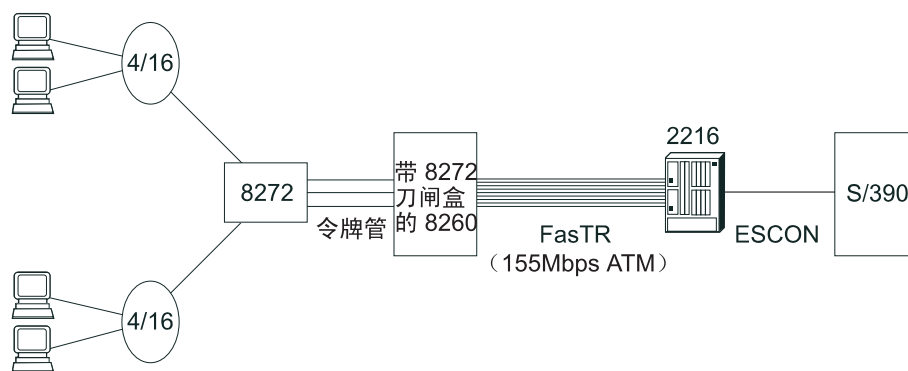 4/16
8272
令牌管
带 8272
刀闸盒
的 8260
FasTR
（155Mbps ATM）
2216
ESCON
S/390
4/16